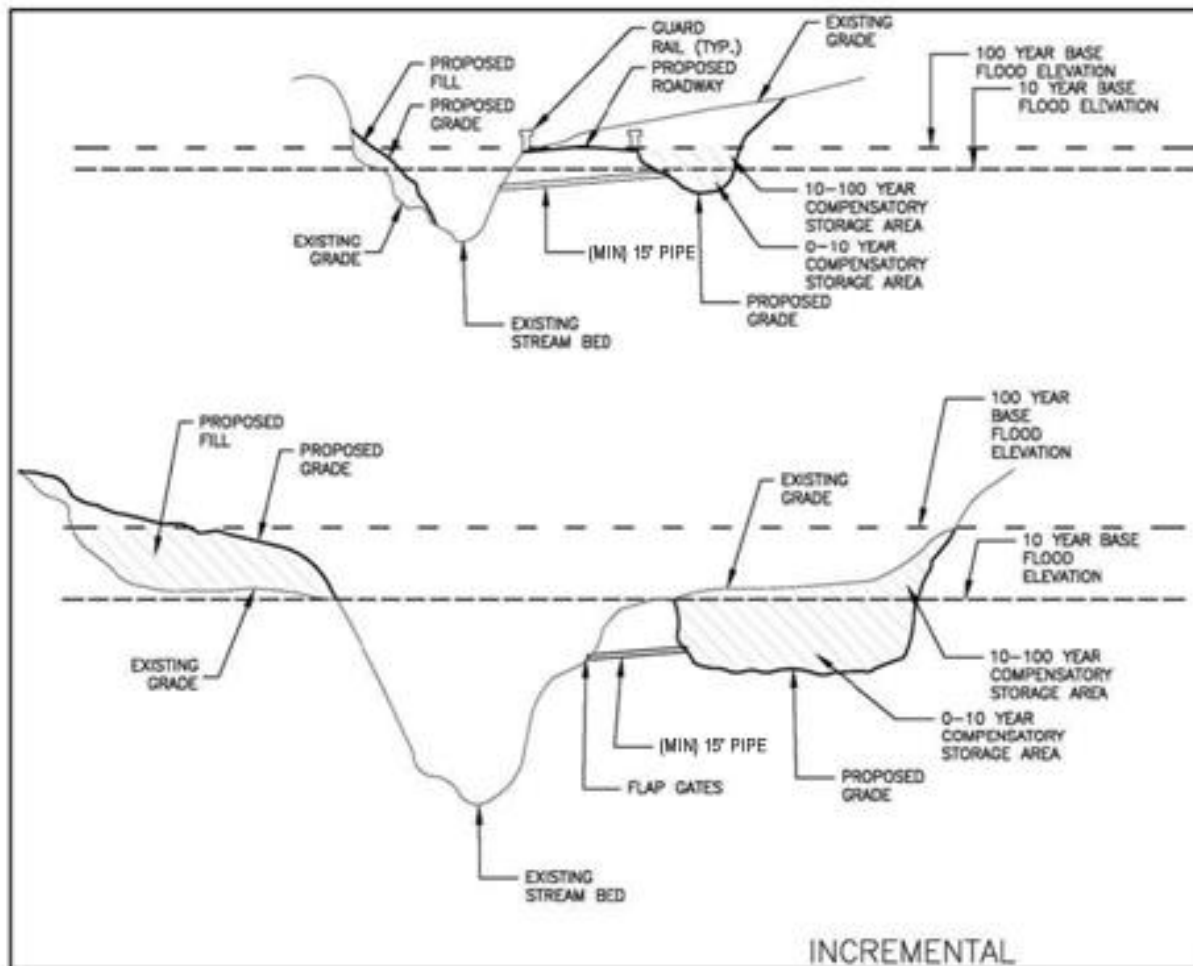 GUARD
RAIL (TYP.)
PROPOSED
ROADWAY
EXISTING
GRADE
100 YEAR BASE
FLOOD ELEVATION
10 YEAR BASE
FLOOD ELEVATION
PROPOSED
FILL
PROPOSED
GRADE
EXISTING
GRADE
(MIN) 15" PIPE
10-100 YEAR
COMPENSATORY
STORAGE AREA
0-10 YEAR
COMPENSATORY
STORAGE AREA
PROPOSED
GRADE
EXISTING
STREAM BED
PROPOSED
FILL
PROPOSED
GRADE
EXISTING
GRADE
100 YEAR
BASE
FLOOD
ELEVATION
10 YEAR BASE
FLOOD
ELEVATION
EXISTING
GRADE
10-100 YEAR
COMPENSATORY
STORAGE AREA
0-10 YEAR
COMPENSATORY
STORAGE AREA
(MIN) 15" PIPE
FLAP GATES
PROPOSED
GRADE
EXISTING
STREAM BED
INCREMENTAL